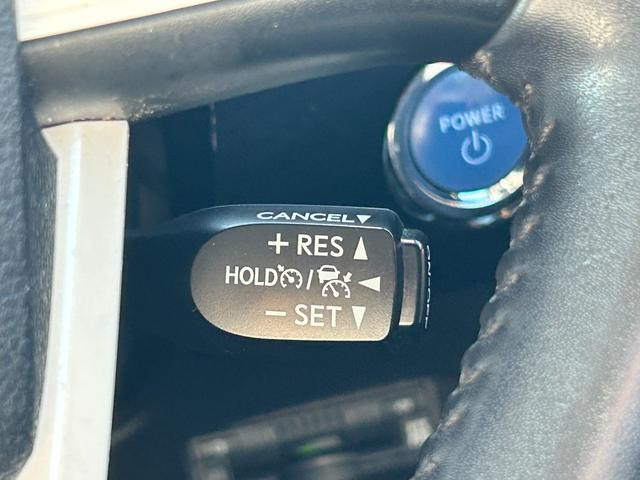 POWER
CANCEL▼
+ RES ▲
HOLD / ◀
− SET ▼